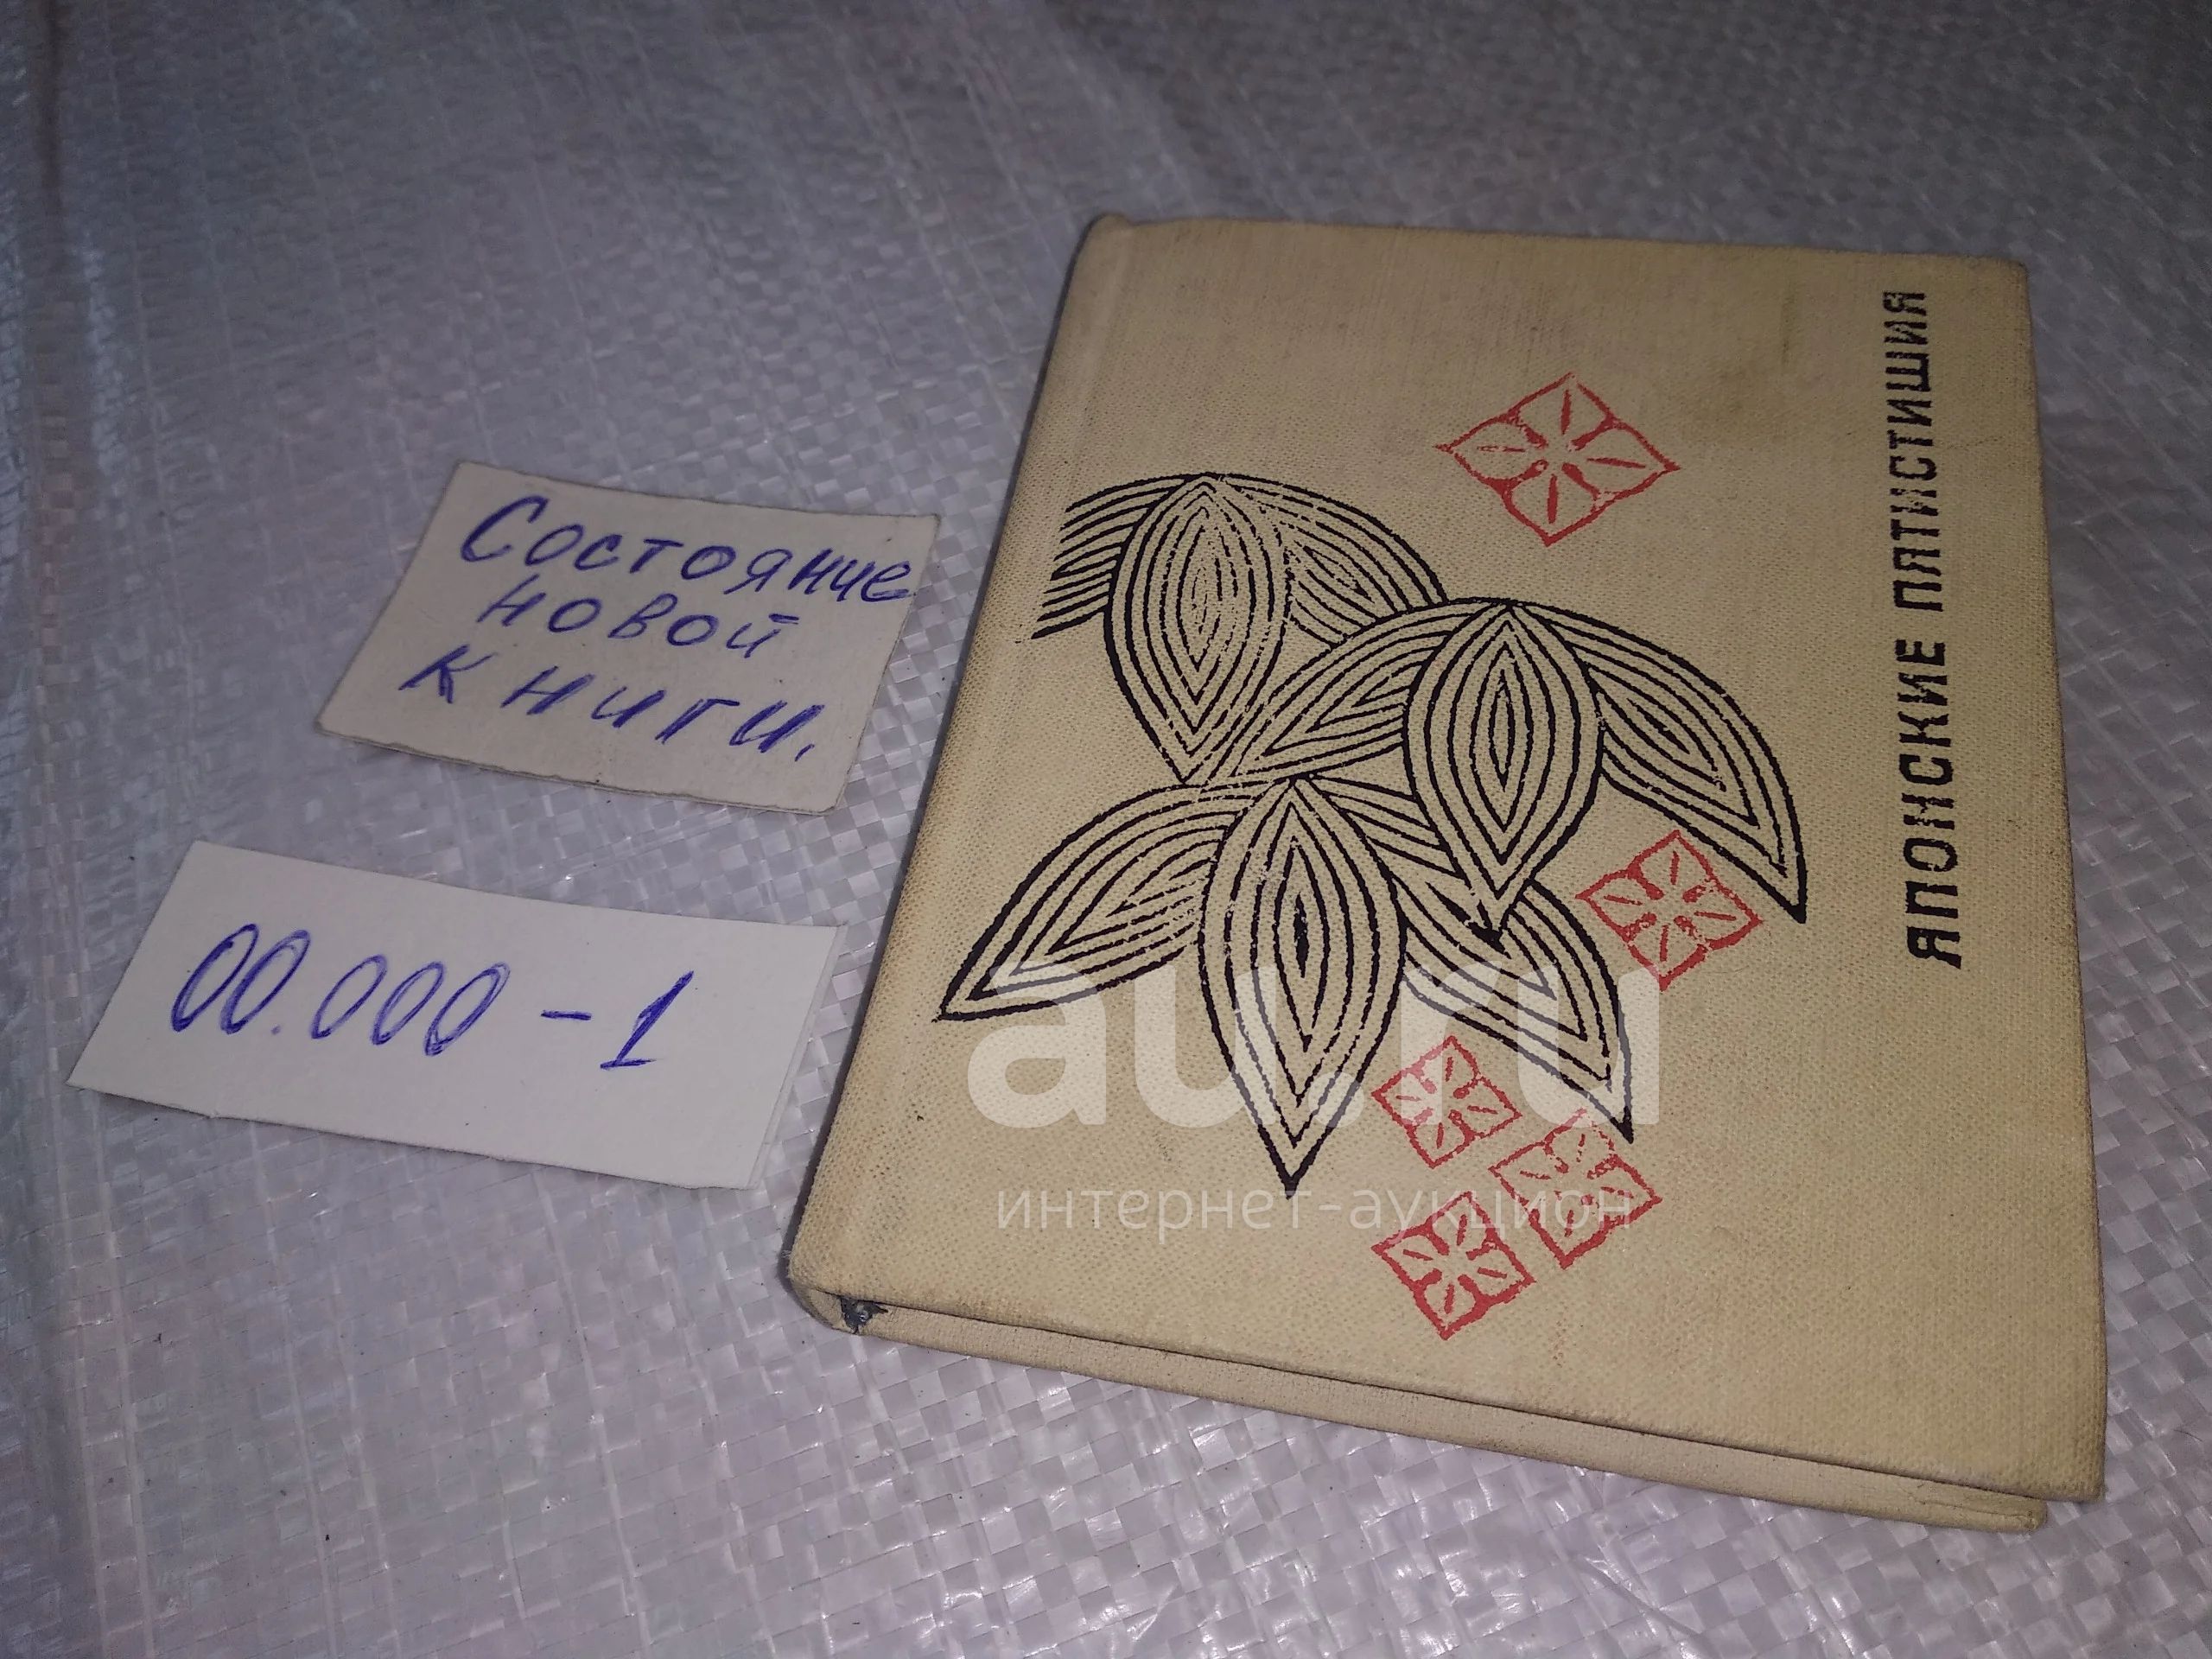 Состояние
новой
книги.
00.000-1
ЯПОНСКИЕ ПЯТИСТИШИЯ
au.ru
интернет-аукцион